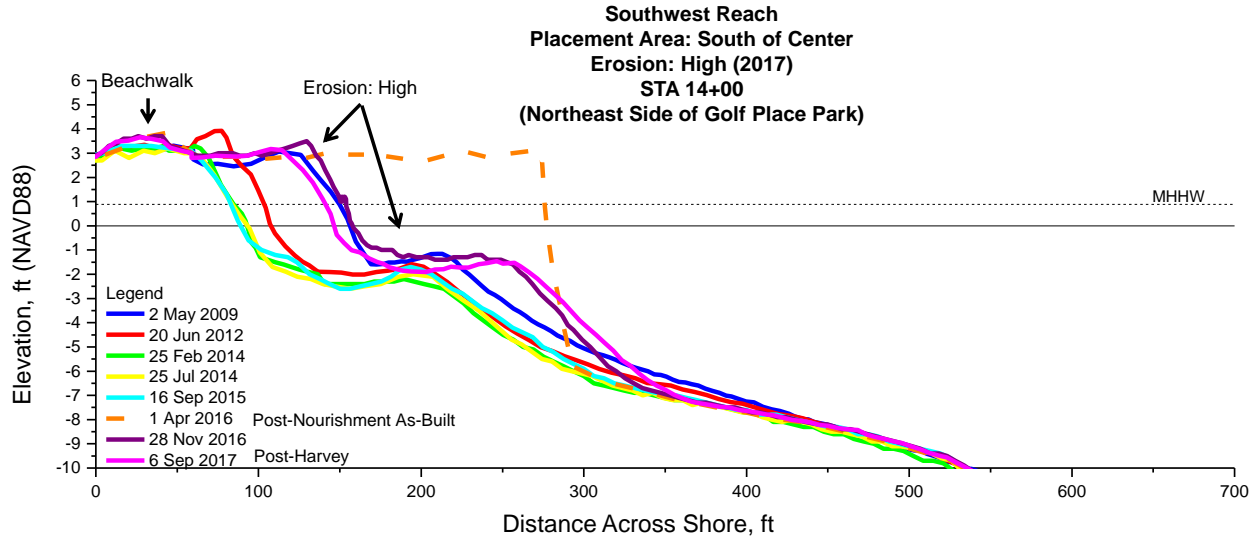 Southwest Reach
Placement Area: South of Center
Erosion: High (2017)
STA 14+00
(Northeast Side of Golf Place Park)
Beachwalk
Erosion: High
MHHW
Elevation, ft (NAVD88)
6
5
4
3
2
1
0
-1
-2
-3
-4
-5
-6
-7
-8
-9
-10
Legend
2 May 2009
20 Jun 2012
25 Feb 2014
25 Jul 2014
16 Sep 2015
1 Apr 2016 Post-Nourishment As-Built
28 Nov 2016
6 Sep 2017 Post-Harvey
0 100 200 300 400 500 600 700
Distance Across Shore, ft